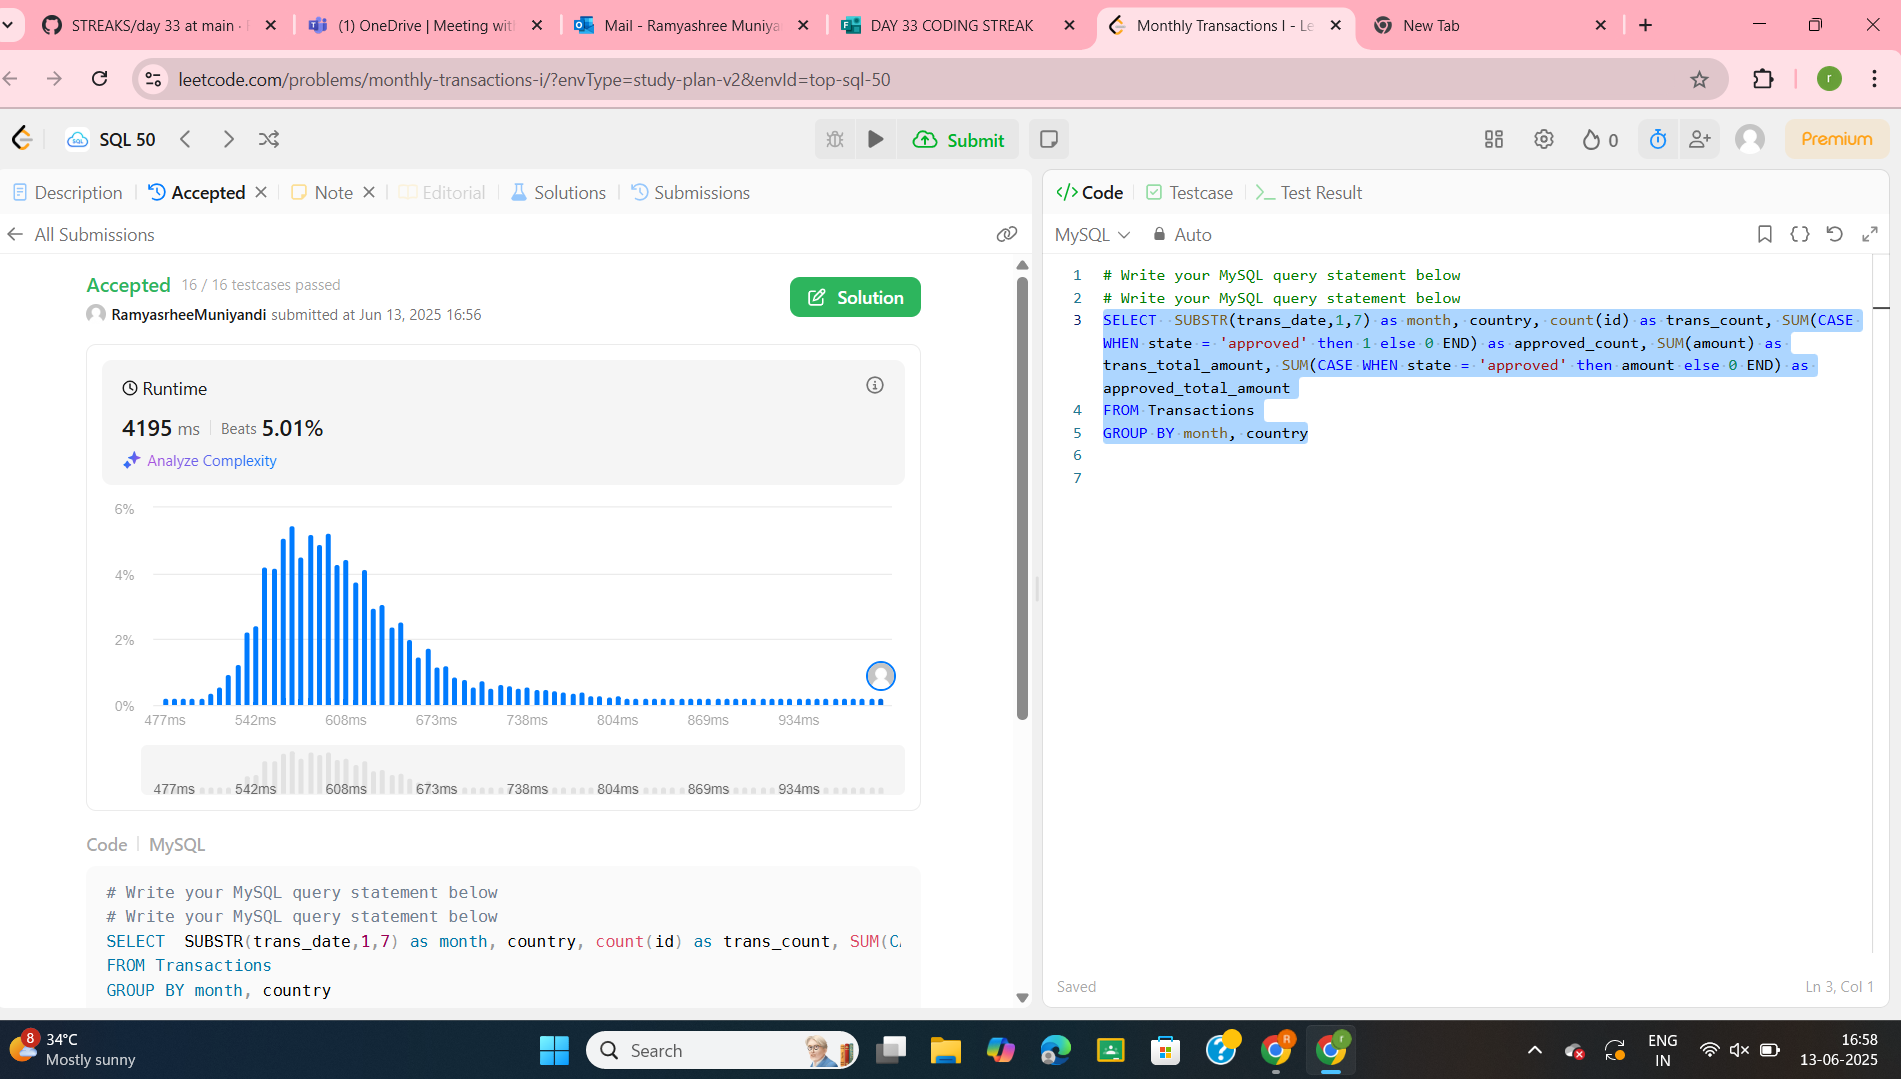 STREAKS/day 33 at main ·
(1) OneDrive | Meeting wit
Mail - Ramyashree Muniya
DAY 33 CODING STREAK
Monthly Transactions I - Le
New Tab
leetcode.com/problems/monthly-transactions-i/?envType=study-plan-v2&envId=top-sql-50
r
SQL 50
Submit
0
Premium
Description
Accepted
Note
Editorial
Solutions
Submissions
All Submissions
Accepted 16 / 16 testcases passed
RamyasrheeMuniyandi submitted at Jun 13, 2025 16:56
Solution
Runtime
4195 ms Beats 5.01%
Analyze Complexity
6%
4%
2%
0%
477ms 542ms 608ms 673ms 738ms 804ms 869ms 934ms
477ms 542ms 608ms 673ms 738ms 804ms 869ms 934ms
Code | MySQL
# Write your MySQL query statement below
# Write your MySQL query statement below
SELECT  SUBSTR(trans_date,1,7) as month, country, count(id) as trans_count, SUM(CA
FROM Transactions
GROUP BY month, country
</> Code
Testcase
Test Result
MySQL
Auto
1 # Write your MySQL query statement below
2 # Write your MySQL query statement below
3 SELECT  SUBSTR(trans_date,1,7) as month, country, count(id) as trans_count, SUM(CASE
WHEN state = 'approved' then 1 else 0 END) as approved_count, SUM(amount) as
trans_total_amount, SUM(CASE WHEN state = 'approved' then amount else 0 END) as
approved_total_amount
4 FROM Transactions
5 GROUP BY month, country
6
7
Saved
Ln 3, Col 1
8
34°C
Mostly sunny
Search
R
r
ENG
IN
16:58
13-06-2025